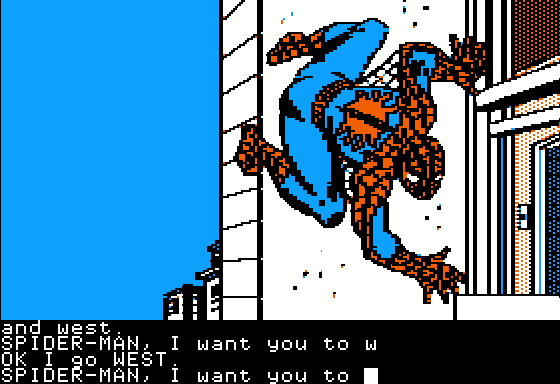 and west.
SPIDER-MAN, I want you to w
OK I go WEST.
SPIDER-MAN, I want you to